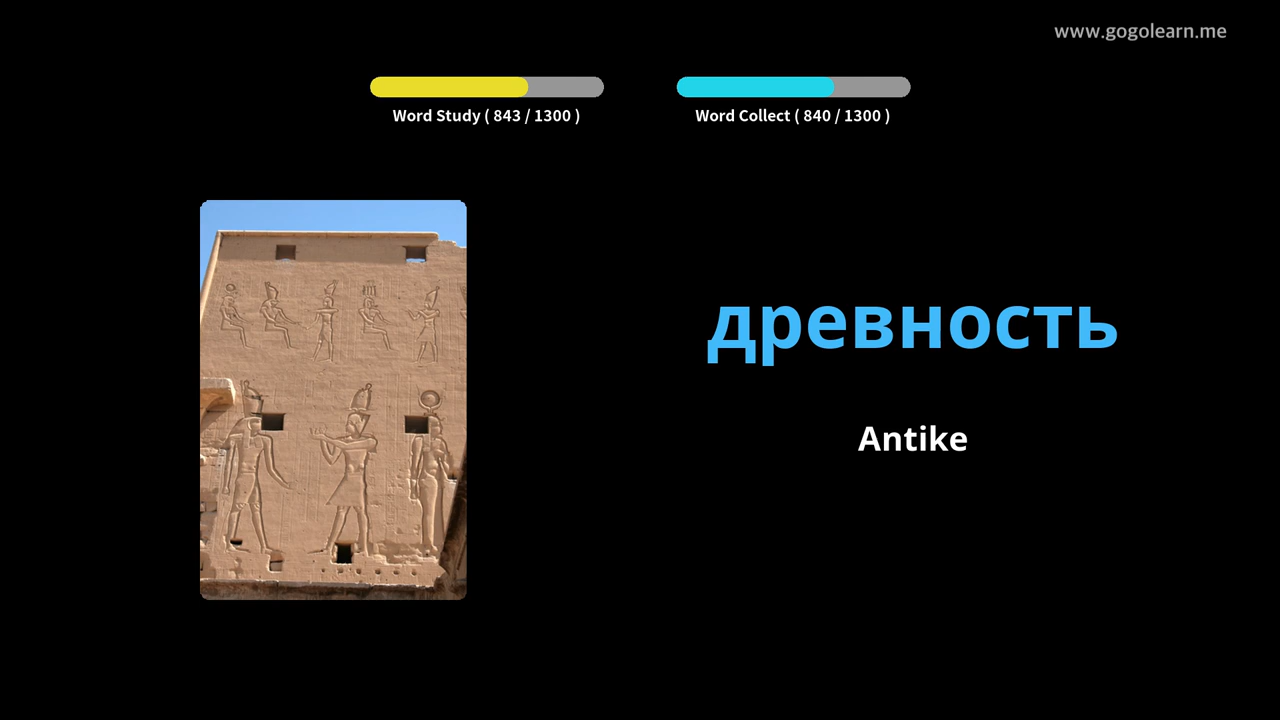 www.gogolearn.me
Word Study ( 843 / 1300 )
Word Collect ( 840 / 1300 )
древность
Antike